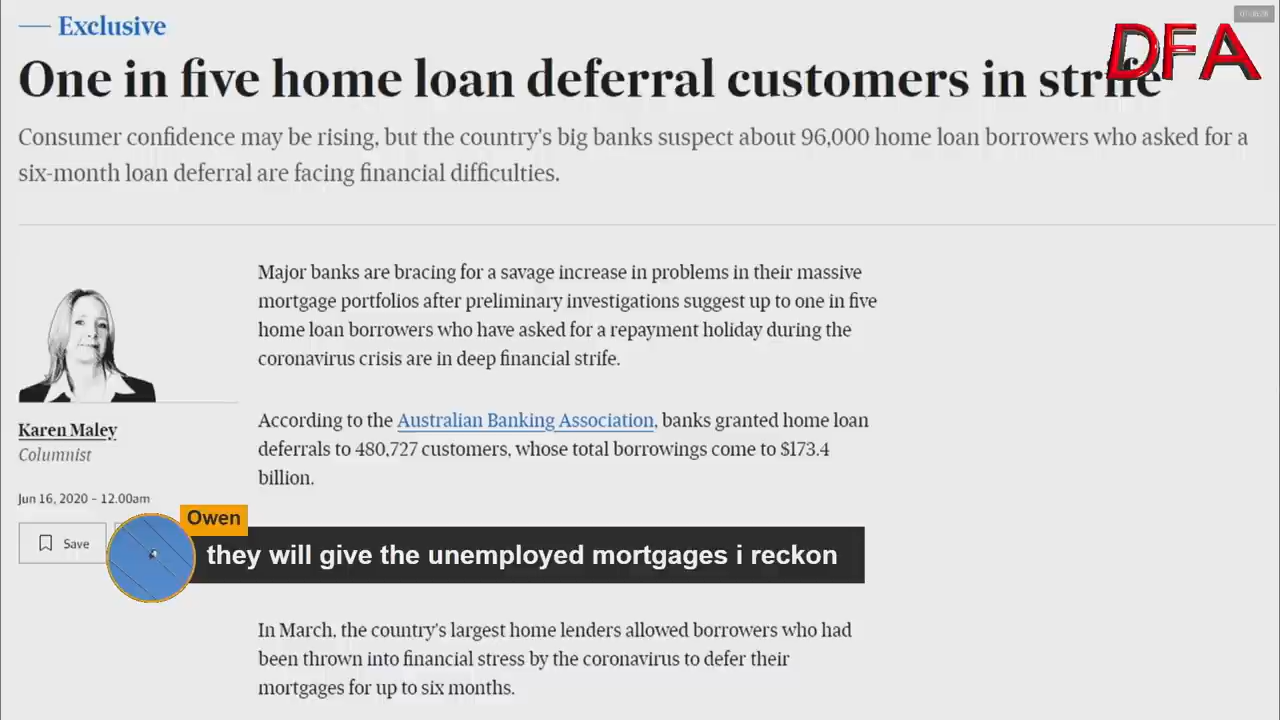 Exclusive
DFA
One in five home loan deferral customers in strife
Consumer confidence may be rising, but the country's big banks suspect about 96,000 home loan borrowers who asked for a
six-month loan deferral are facing financial difficulties.
Major banks are bracing for a savage increase in problems in their massive
mortgage portfolios after preliminary investigations suggest up to one in five
home loan borrowers who have asked for a repayment holiday during the
coronavirus crisis are in deep financial strife.
Karen Maley
Columnist
Jun 16, 2020 – 12.00am
Save
According to the Australian Banking Association, banks granted home loan
deferrals to 480,727 customers, whose total borrowings come to $173.4
billion.
Owen
they will give the unemployed mortgages i reckon
In March, the country's largest home lenders allowed borrowers who had
been thrown into financial stress by the coronavirus to defer their
mortgages for up to six months.